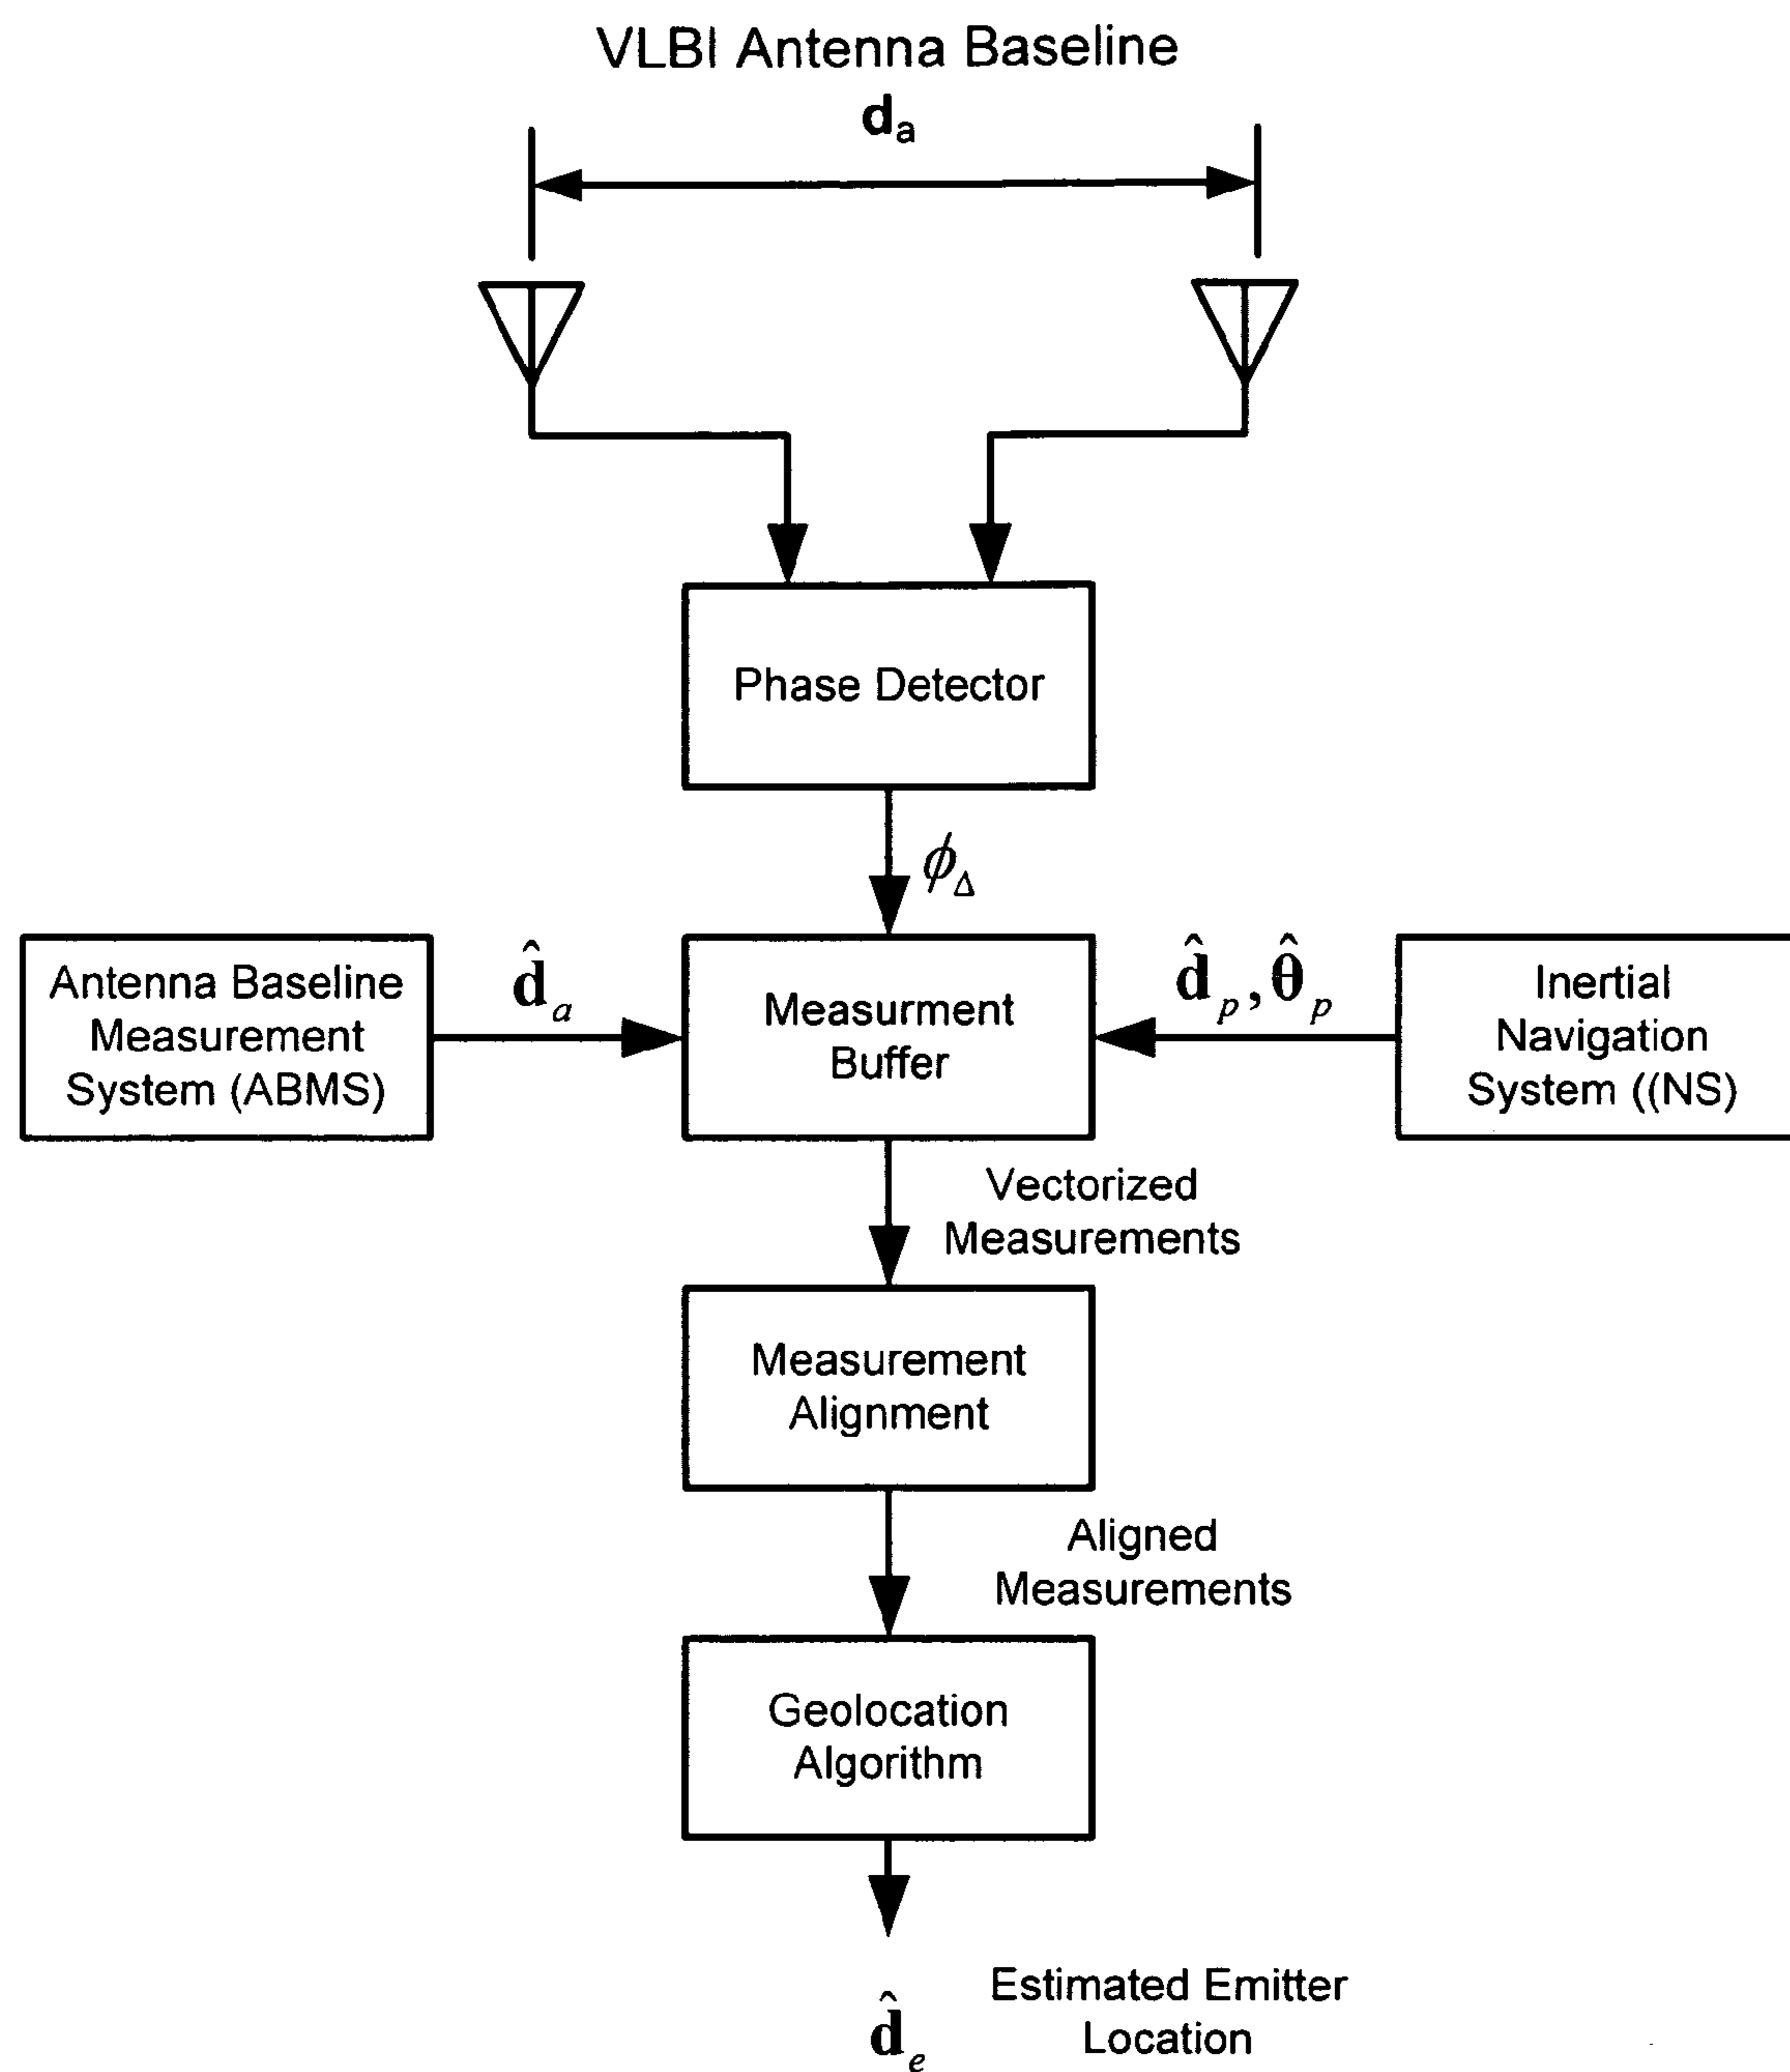 VLBI Antenna Baseline
d_a
Phase Detector
ϕ_Δ
Antenna Baseline
Measurement
System (ABMS)
d̂_a
Measurment
Buffer
d̂_p, θ̂_p
Inertial
Navigation
System ((NS)
Vectorized
Measurements
Measurement
Alignment
Aligned
Measurements
Geolocation
Algorithm
d̂_e
Estimated Emitter
Location